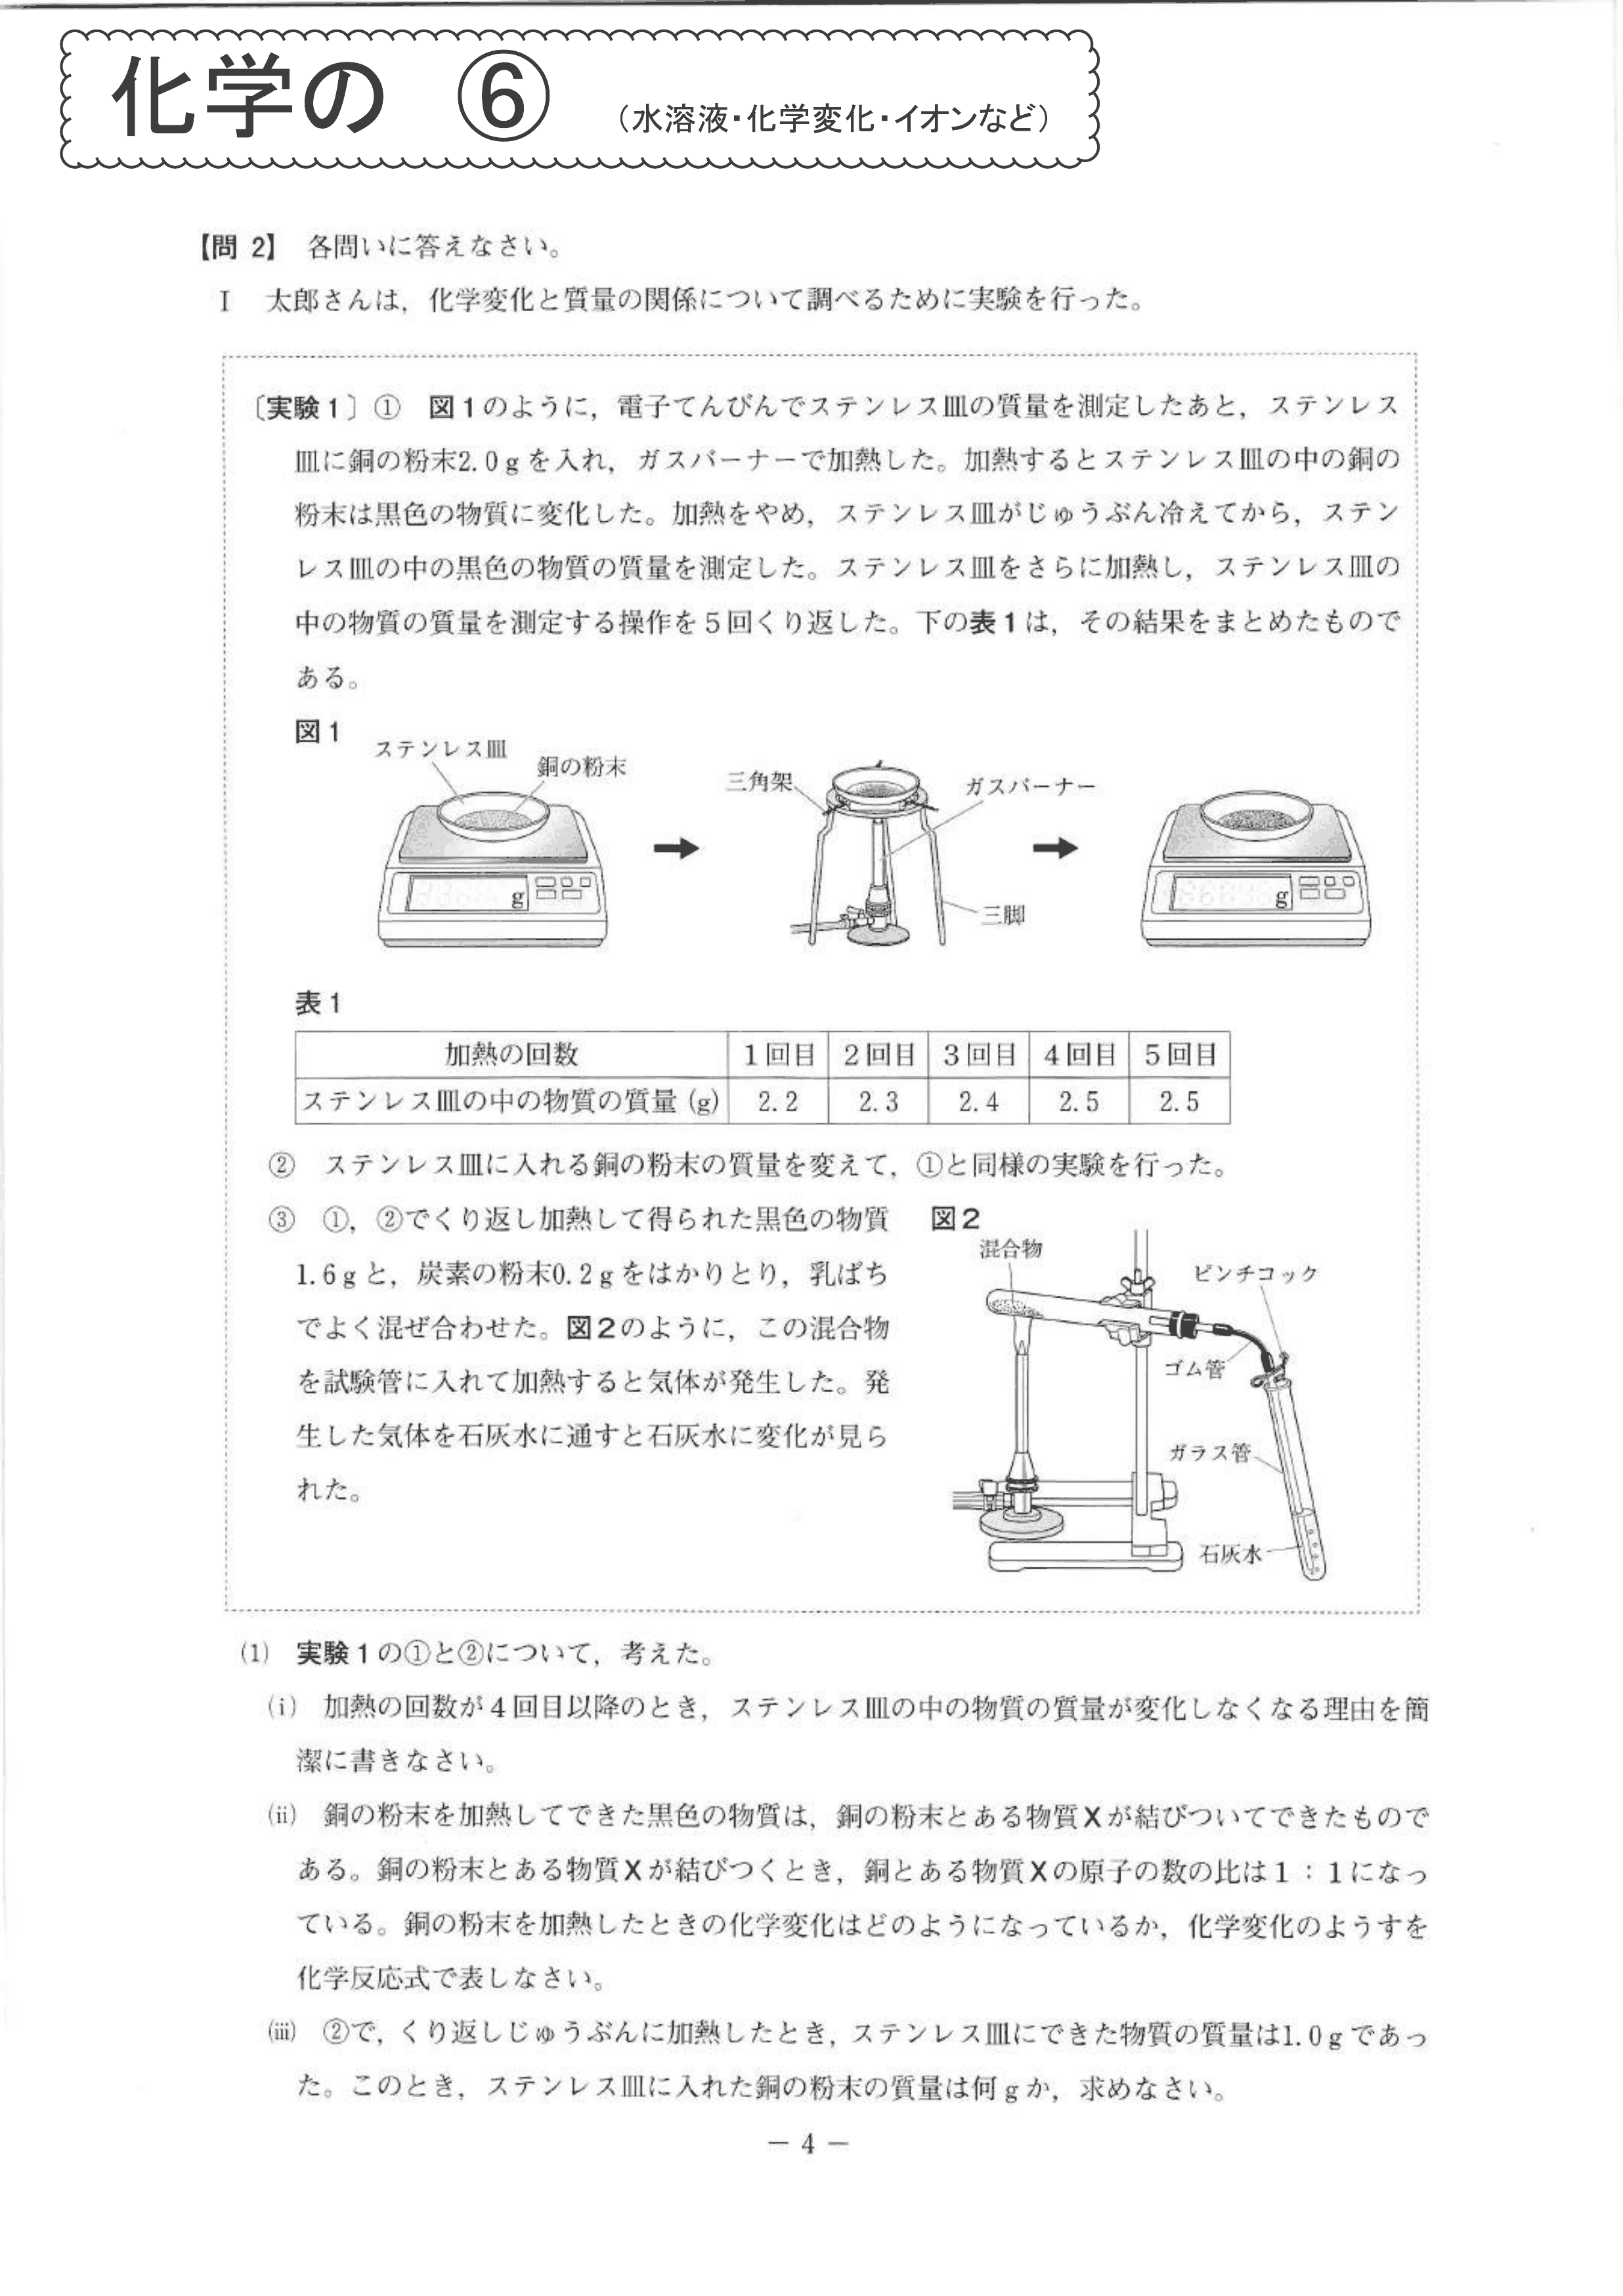 化学の ⑥ （水溶液・化学変化・イオンなど）
【問 2】 各問いに答えなさい。
Ⅰ 太郎さんは，化学変化と質量の関係について調べるために実験を行った。
〔実験1〕① 図1のように，電子てんびんでステンレス皿の質量を測定したあと，ステンレス
皿に銅の粉末2.0gを入れ，ガスバーナーで加熱した。加熱するとステンレス皿の中の銅の
粉末は黒色の物質に変化した。加熱をやめ，ステンレス皿がじゅうぶん冷えてから，ステン
レス皿の中の黒色の物質の質量を測定した。ステンレス皿をさらに加熱し，ステンレス皿の
中の物質の質量を測定する操作を5回くり返した。下の表1は，その結果をまとめたもので
ある。
図1
ステンレス皿
銅の粉末
三角架
ガスバーナー
三脚
g
g
表1
加熱の回数 1回目 2回目 3回目 4回目 5回目
ステンレス皿の中の物質の質量(g) 2.2 2.3 2.4 2.5 2.5
② ステンレス皿に入れる銅の粉末の質量を変えて，①と同様の実験を行った。
③ ①，②でくり返し加熱して得られた黒色の物質
1.6gと，炭素の粉末0.2gをはかりとり，乳ばち
でよく混ぜ合わせた。図2のように，この混合物
を試験管に入れて加熱すると気体が発生した。発
生した気体を石灰水に通すと石灰水に変化が見ら
れた。
図2
混合物
ピンチコック
ゴム管
ガラス管
石灰水
(1) 実験1の①と②について，考えた。
(ⅰ) 加熱の回数が4回目以降のとき，ステンレス皿の中の物質の質量が変化しなくなる理由を簡
潔に書きなさい。
(ⅱ) 銅の粉末を加熱してできた黒色の物質は，銅の粉末とある物質Xが結びついてできたもので
ある。銅の粉末とある物質Xが結びつくとき，銅とある物質Xの原子の数の比は1：1になっ
ている。銅の粉末を加熱したときの化学変化はどのようになっているか，化学変化のようすを
化学反応式で表しなさい。
(ⅲ) ②で，くり返しじゅうぶんに加熱したとき，ステンレス皿にできた物質の質量は1.0gであっ
た。このとき，ステンレス皿に入れた銅の粉末の質量は何gか，求めなさい。
－ 4 －